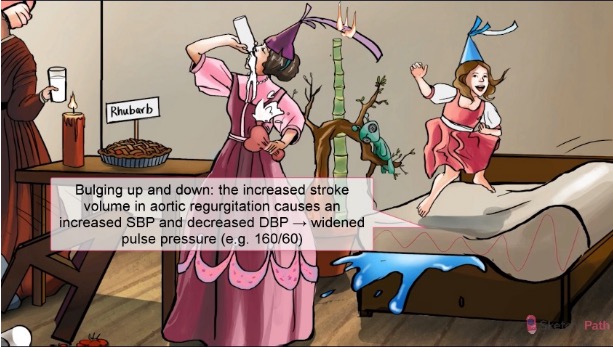 Rhubarb
Bulging up and down: the increased stroke
volume in aortic regurgitation causes an
increased SBP and decreased DBP → widened
pulse pressure (e.g. 160/60)
Path